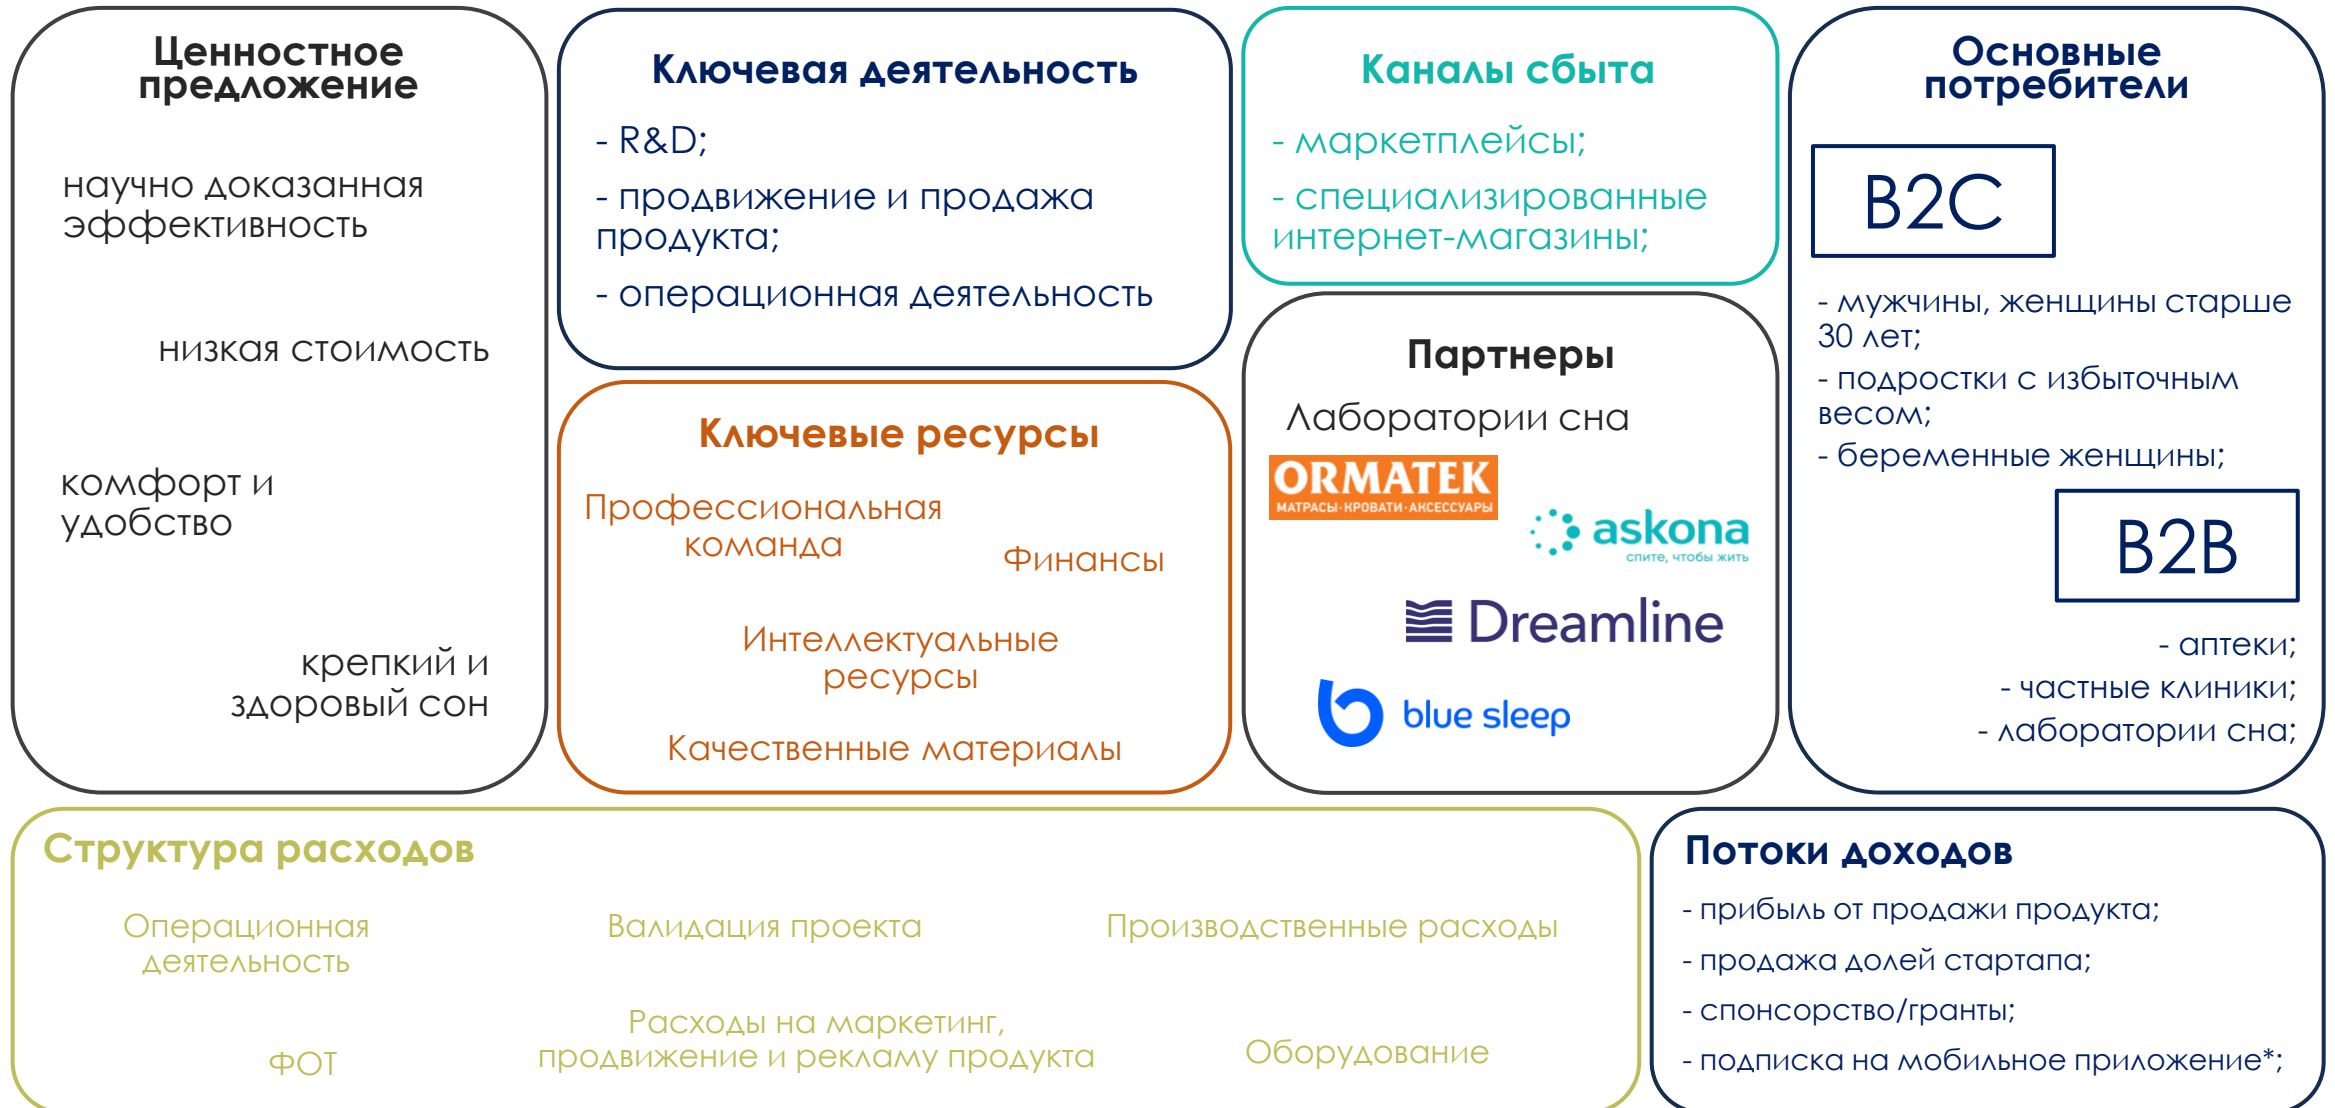 Ценностное
предложение
научно доказанная
эффективность
низкая стоимость
комфорт и
удобство
крепкий и
здоровый сон
Ключевая деятельность
- R&D;
- продвижение и продажа
продукта;
- операционная деятельность
Ключевые ресурсы
Профессиональная
команда
Финансы
Интеллектуальные
ресурсы
Качественные материалы
Каналы сбыта
- маркетплейсы;
- специализированные
интернет-магазины;
Партнеры
Лаборатории сна
ORMATEK
МАТРАСЫ·КРОВАТИ·АКСЕССУАРЫ
askona
спите, чтобы жить
Dreamline
blue sleep
Основные
потребители
B2C
- мужчины, женщины старше
30 лет;
- подростки с избыточным
весом;
- беременные женщины;
B2B
- аптеки;
- частные клиники;
- лаборатории сна;
Структура расходов
Операционная
деятельность
Валидация проекта
Производственные расходы
ФОТ
Расходы на маркетинг,
продвижение и рекламу продукта
Оборудование
Потоки доходов
- прибыль от продажи продукта;
- продажа долей стартапа;
- спонсорство/гранты;
- подписка на мобильное приложение*;